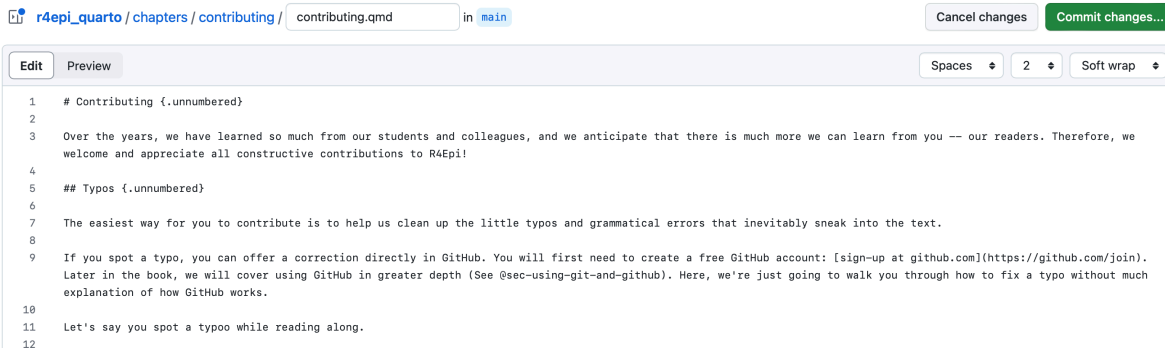 r4epi_quarto / chapters / contributing / contributing.qmd in main Cancel changes Commit changes...
Edit Preview Spaces 2 Soft wrap
1 # Contributing {.unnumbered}
2
3 Over the years, we have learned so much from our students and colleagues, and we anticipate that there is much more we can learn from you -- our readers. Therefore, we
welcome and appreciate all constructive contributions to R4Epi!
4
5 ## Typos {.unnumbered}
6
7 The easiest way for you to contribute is to help us clean up the little typos and grammatical errors that inevitably sneak into the text.
8
9 If you spot a typo, you can offer a correction directly in GitHub. You will first need to create a free GitHub account: [sign-up at github.com](https://github.com/join).
Later in the book, we will cover using GitHub in greater depth (See @sec-using-git-and-github). Here, we're just going to walk you through how to fix a typo without much
explanation of how GitHub works.
10
11 Let's say you spot a typoo while reading along.
12